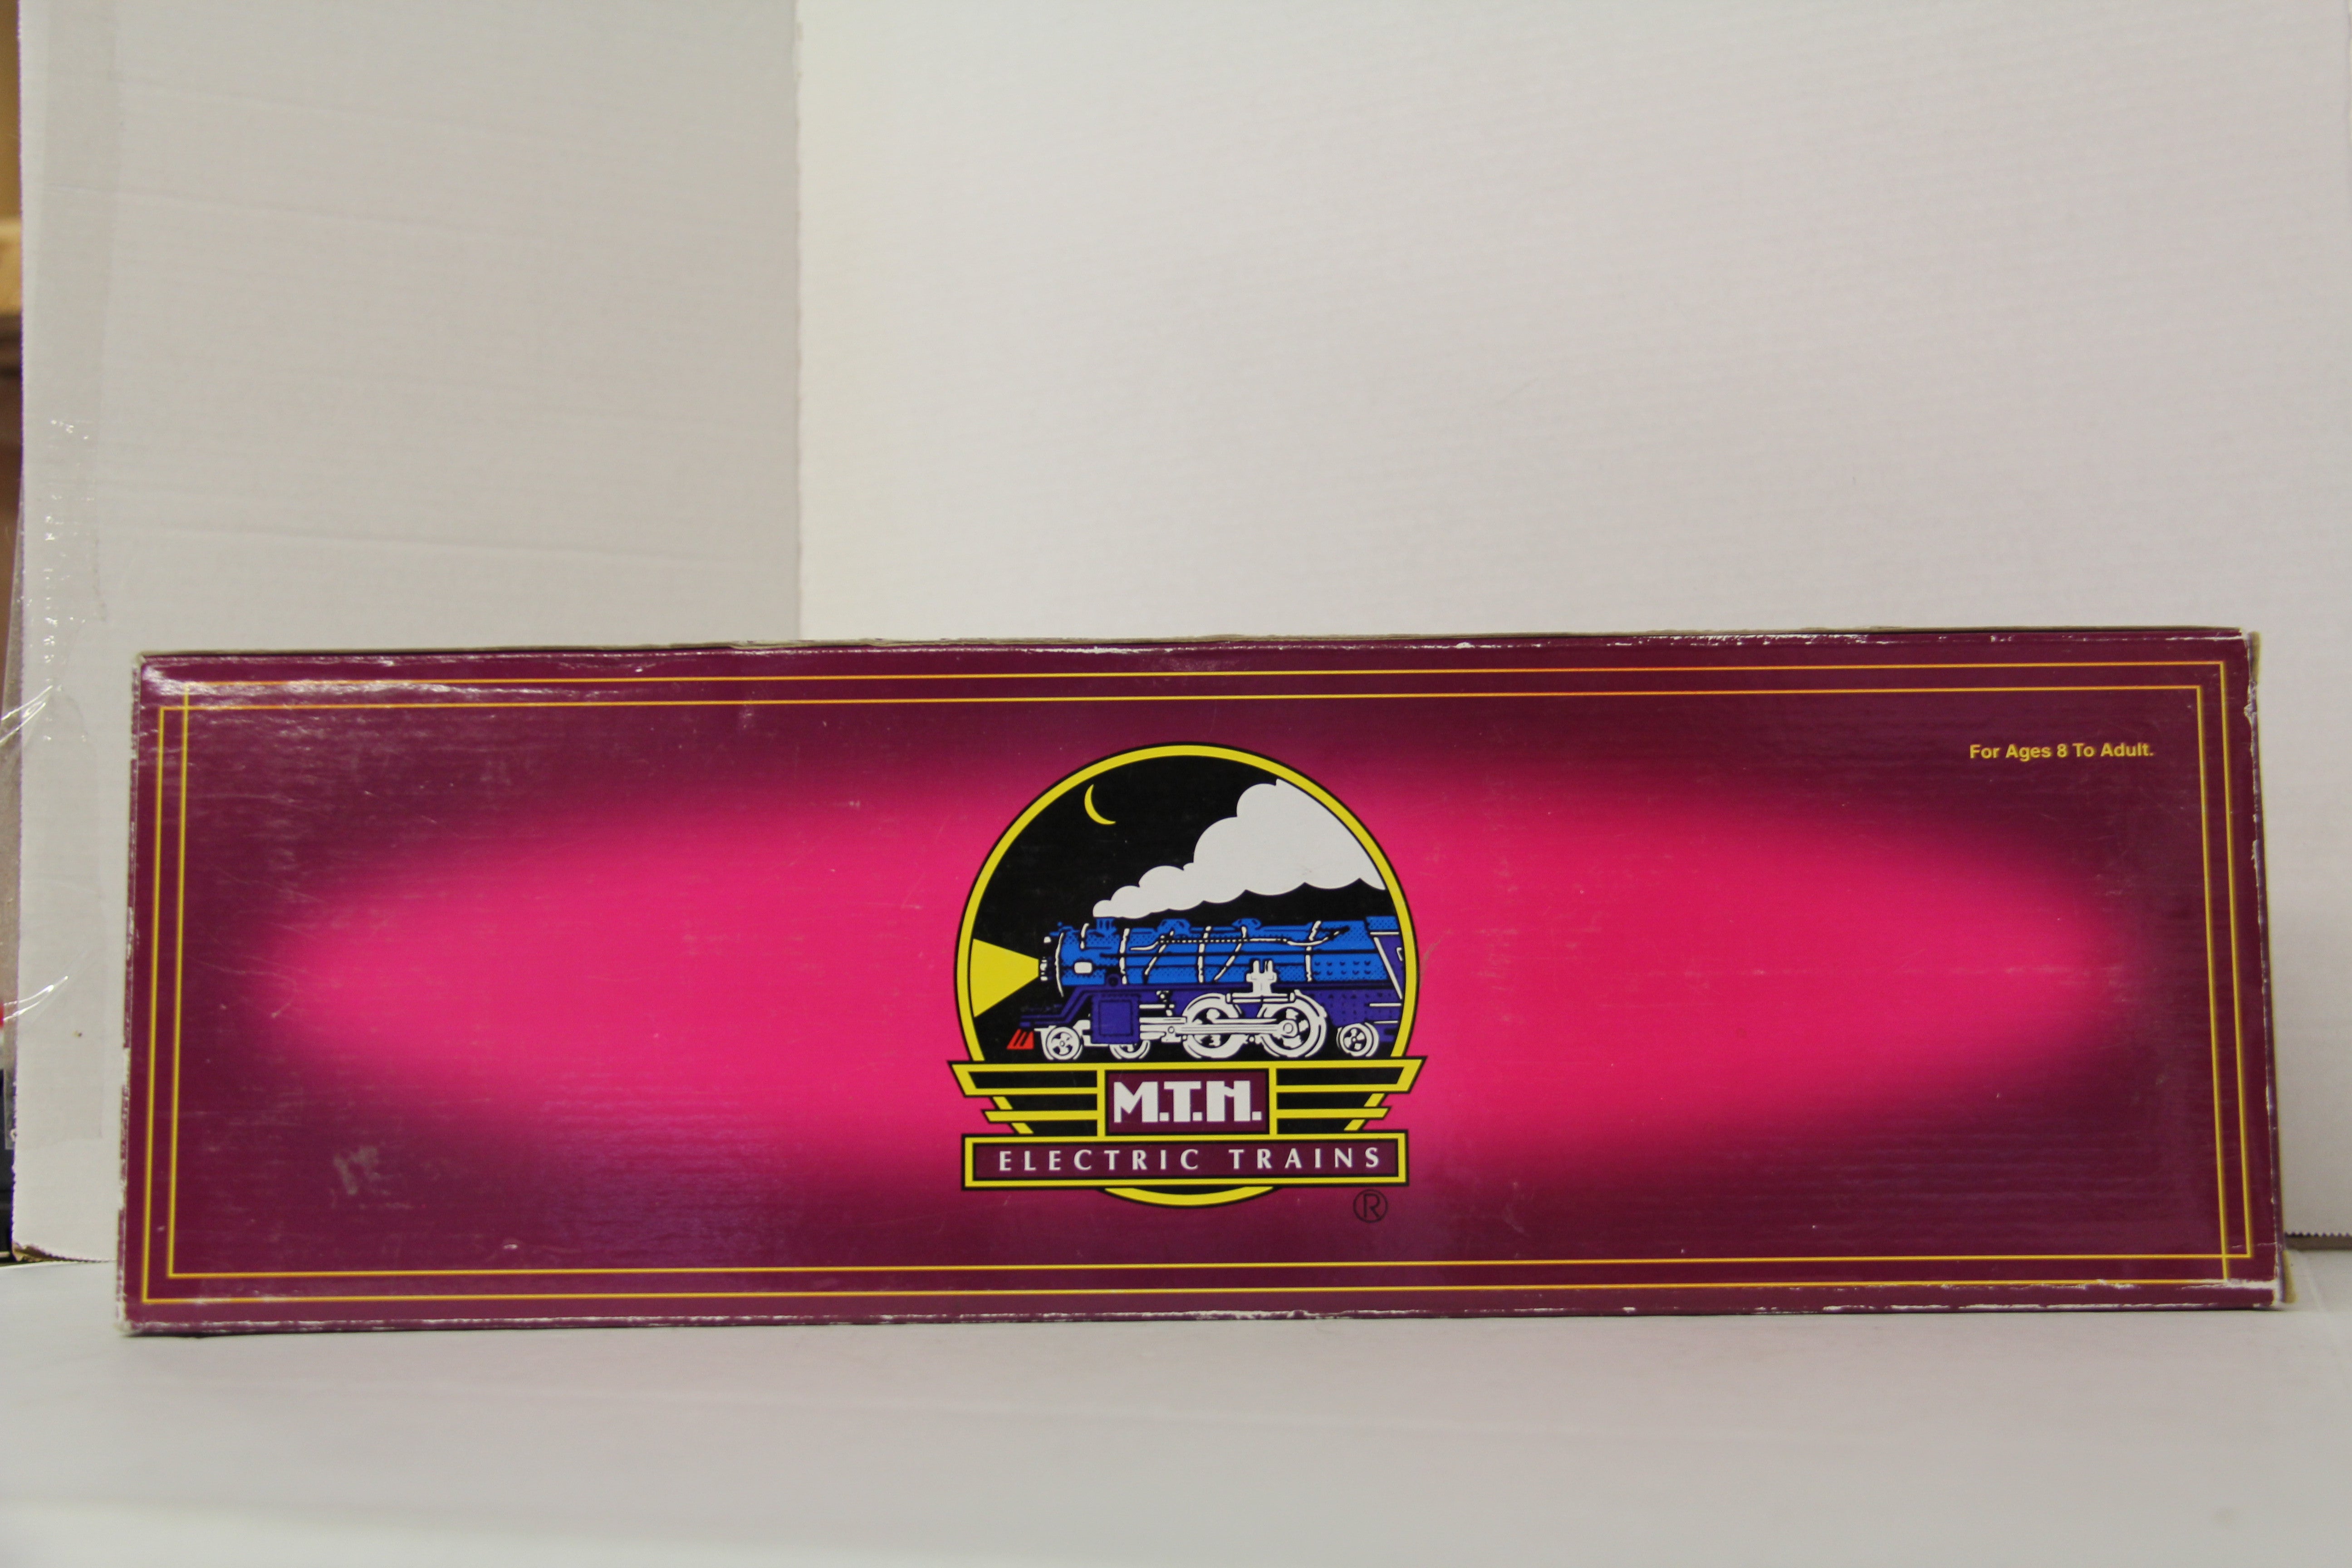 For Ages 8 To Adult.
M.T.H.
ELECTRIC TRAINS
®